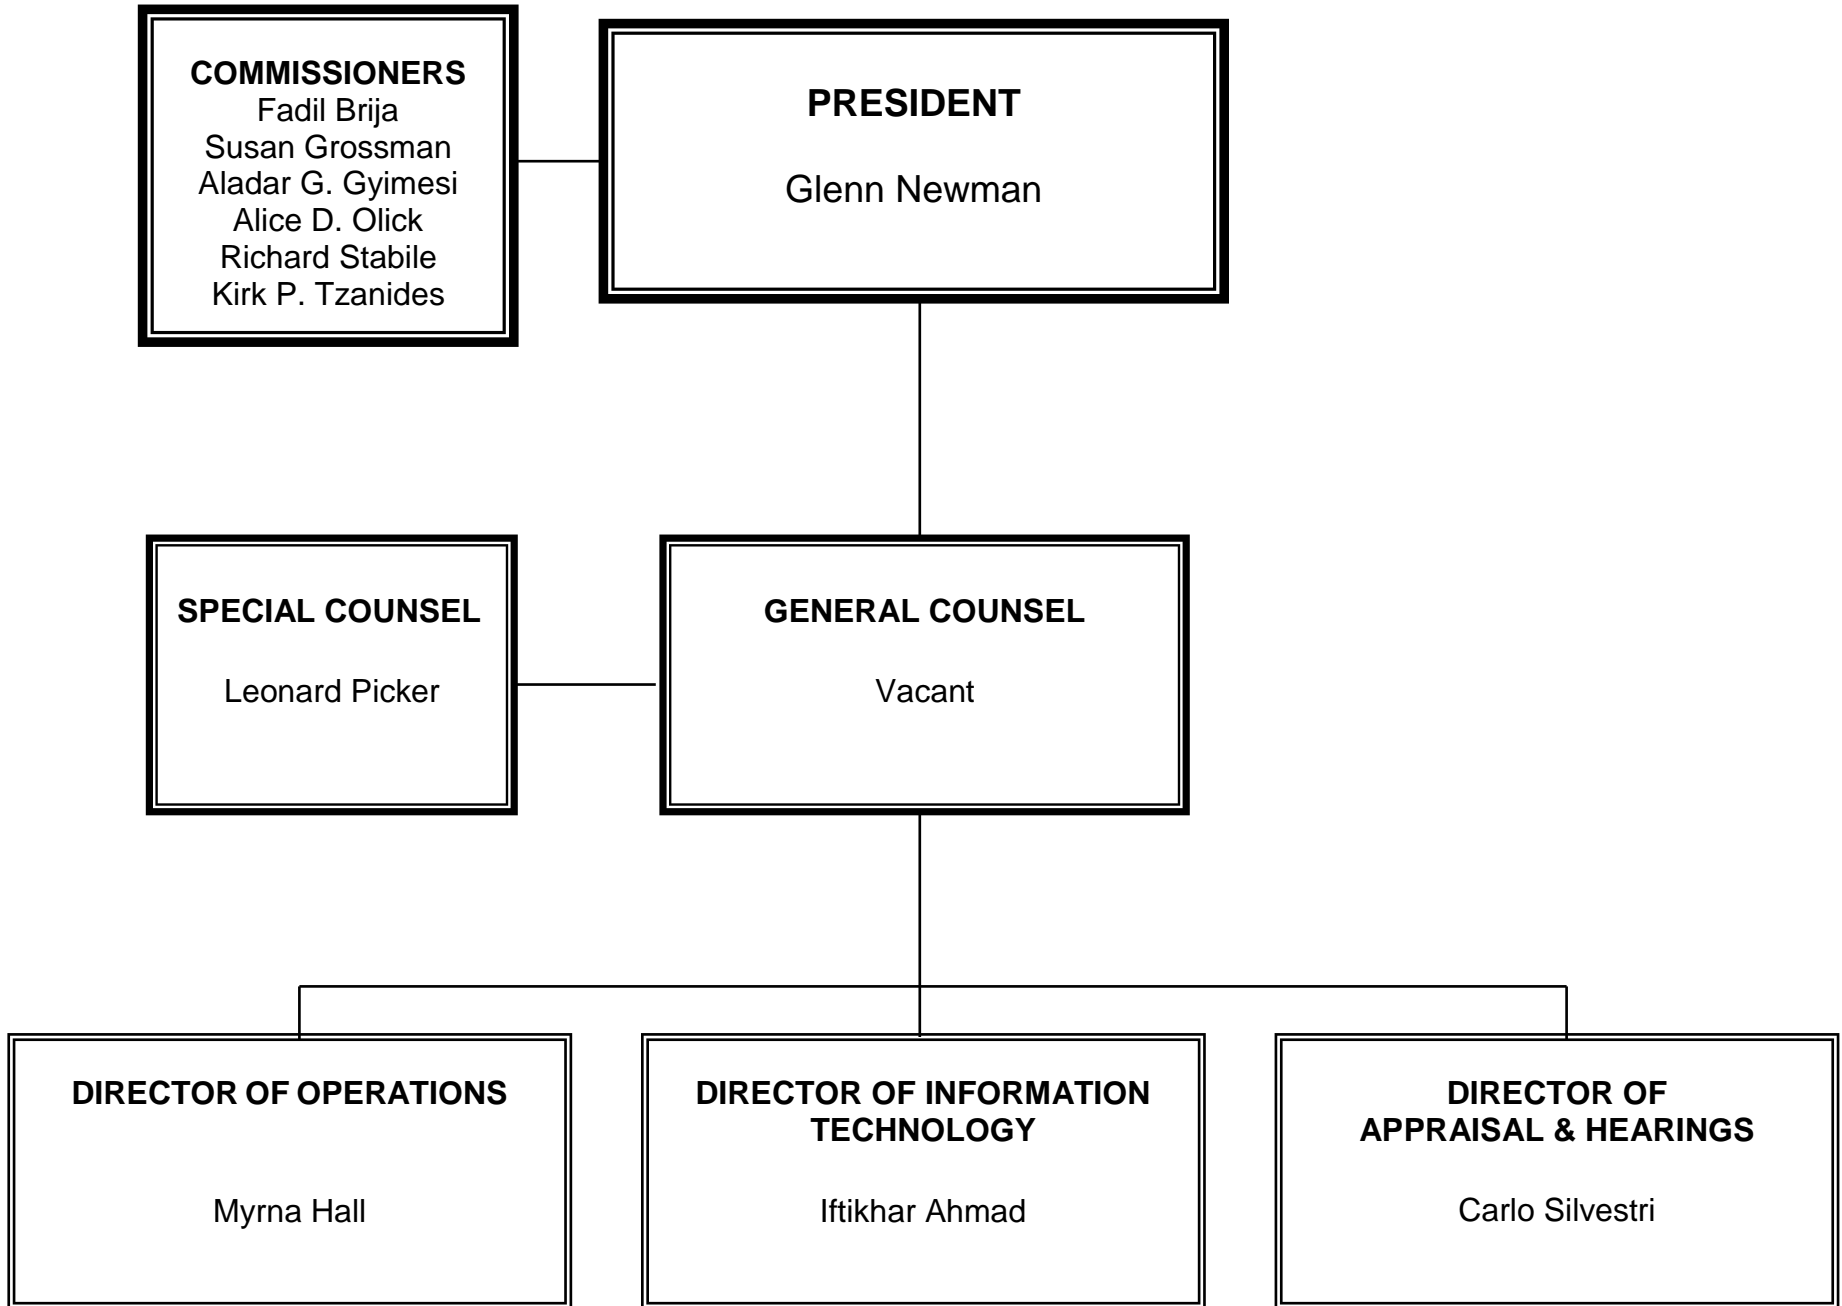 COMMISSIONERS
Fadil Brija
Susan Grossman
Aladar G. Gyimesi
Alice D. Olick
Richard Stabile
Kirk P. Tzanides
PRESIDENT
Glenn Newman
SPECIAL COUNSEL
Leonard Picker
GENERAL COUNSEL
Vacant
DIRECTOR OF OPERATIONS
Myrna Hall
DIRECTOR OF INFORMATION
TECHNOLOGY
Iftikhar Ahmad
DIRECTOR OF
APPRAISAL & HEARINGS
Carlo Silvestri